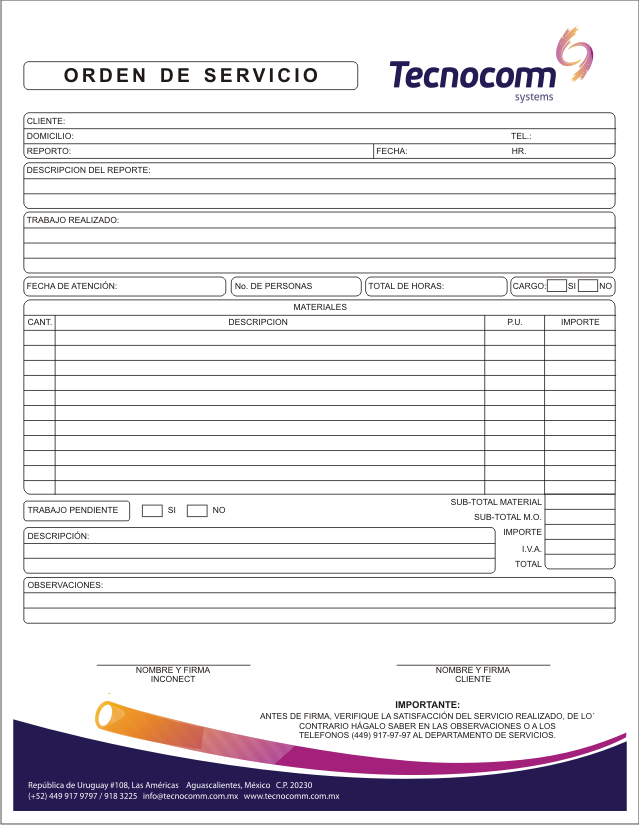 ORDEN DE SERVICIO
Tecnocomm
systems
CLIENTE:
DOMICILIO: TEL.:
REPORTO: FECHA: HR.
DESCRIPCION DEL REPORTE:
TRABAJO REALIZADO:
FECHA DE ATENCIÓN: No. DE PERSONAS TOTAL DE HORAS: CARGO: SI NO
MATERIALES
CANT. DESCRIPCION P.U. IMPORTE
SUB-TOTAL MATERIAL
TRABAJO PENDIENTE SI NO
SUB-TOTAL M.O.
IMPORTE
DESCRIPCIÓN:
I.V.A.
TOTAL
OBSERVACIONES:
NOMBRE Y FIRMA
INCONECT
NOMBRE Y FIRMA
CLIENTE
IMPORTANTE:
ANTES DE FIRMA, VERIFIQUE LA SATISFACCIÓN DEL SERVICIO REALIZADO, DE LO
CONTRARIO HÁGALO SABER EN LAS OBSERVACIONES O A LOS
TELEFONOS (449) 917-97-97 AL DEPARTAMENTO DE SERVICIOS.
República de Uruguay #108, Las Américas Aguascalientes, México C.P. 20230
(+52) 449 917 9797 / 918 3225 info@tecnocomm.com.mx www.tecnocomm.com.mx